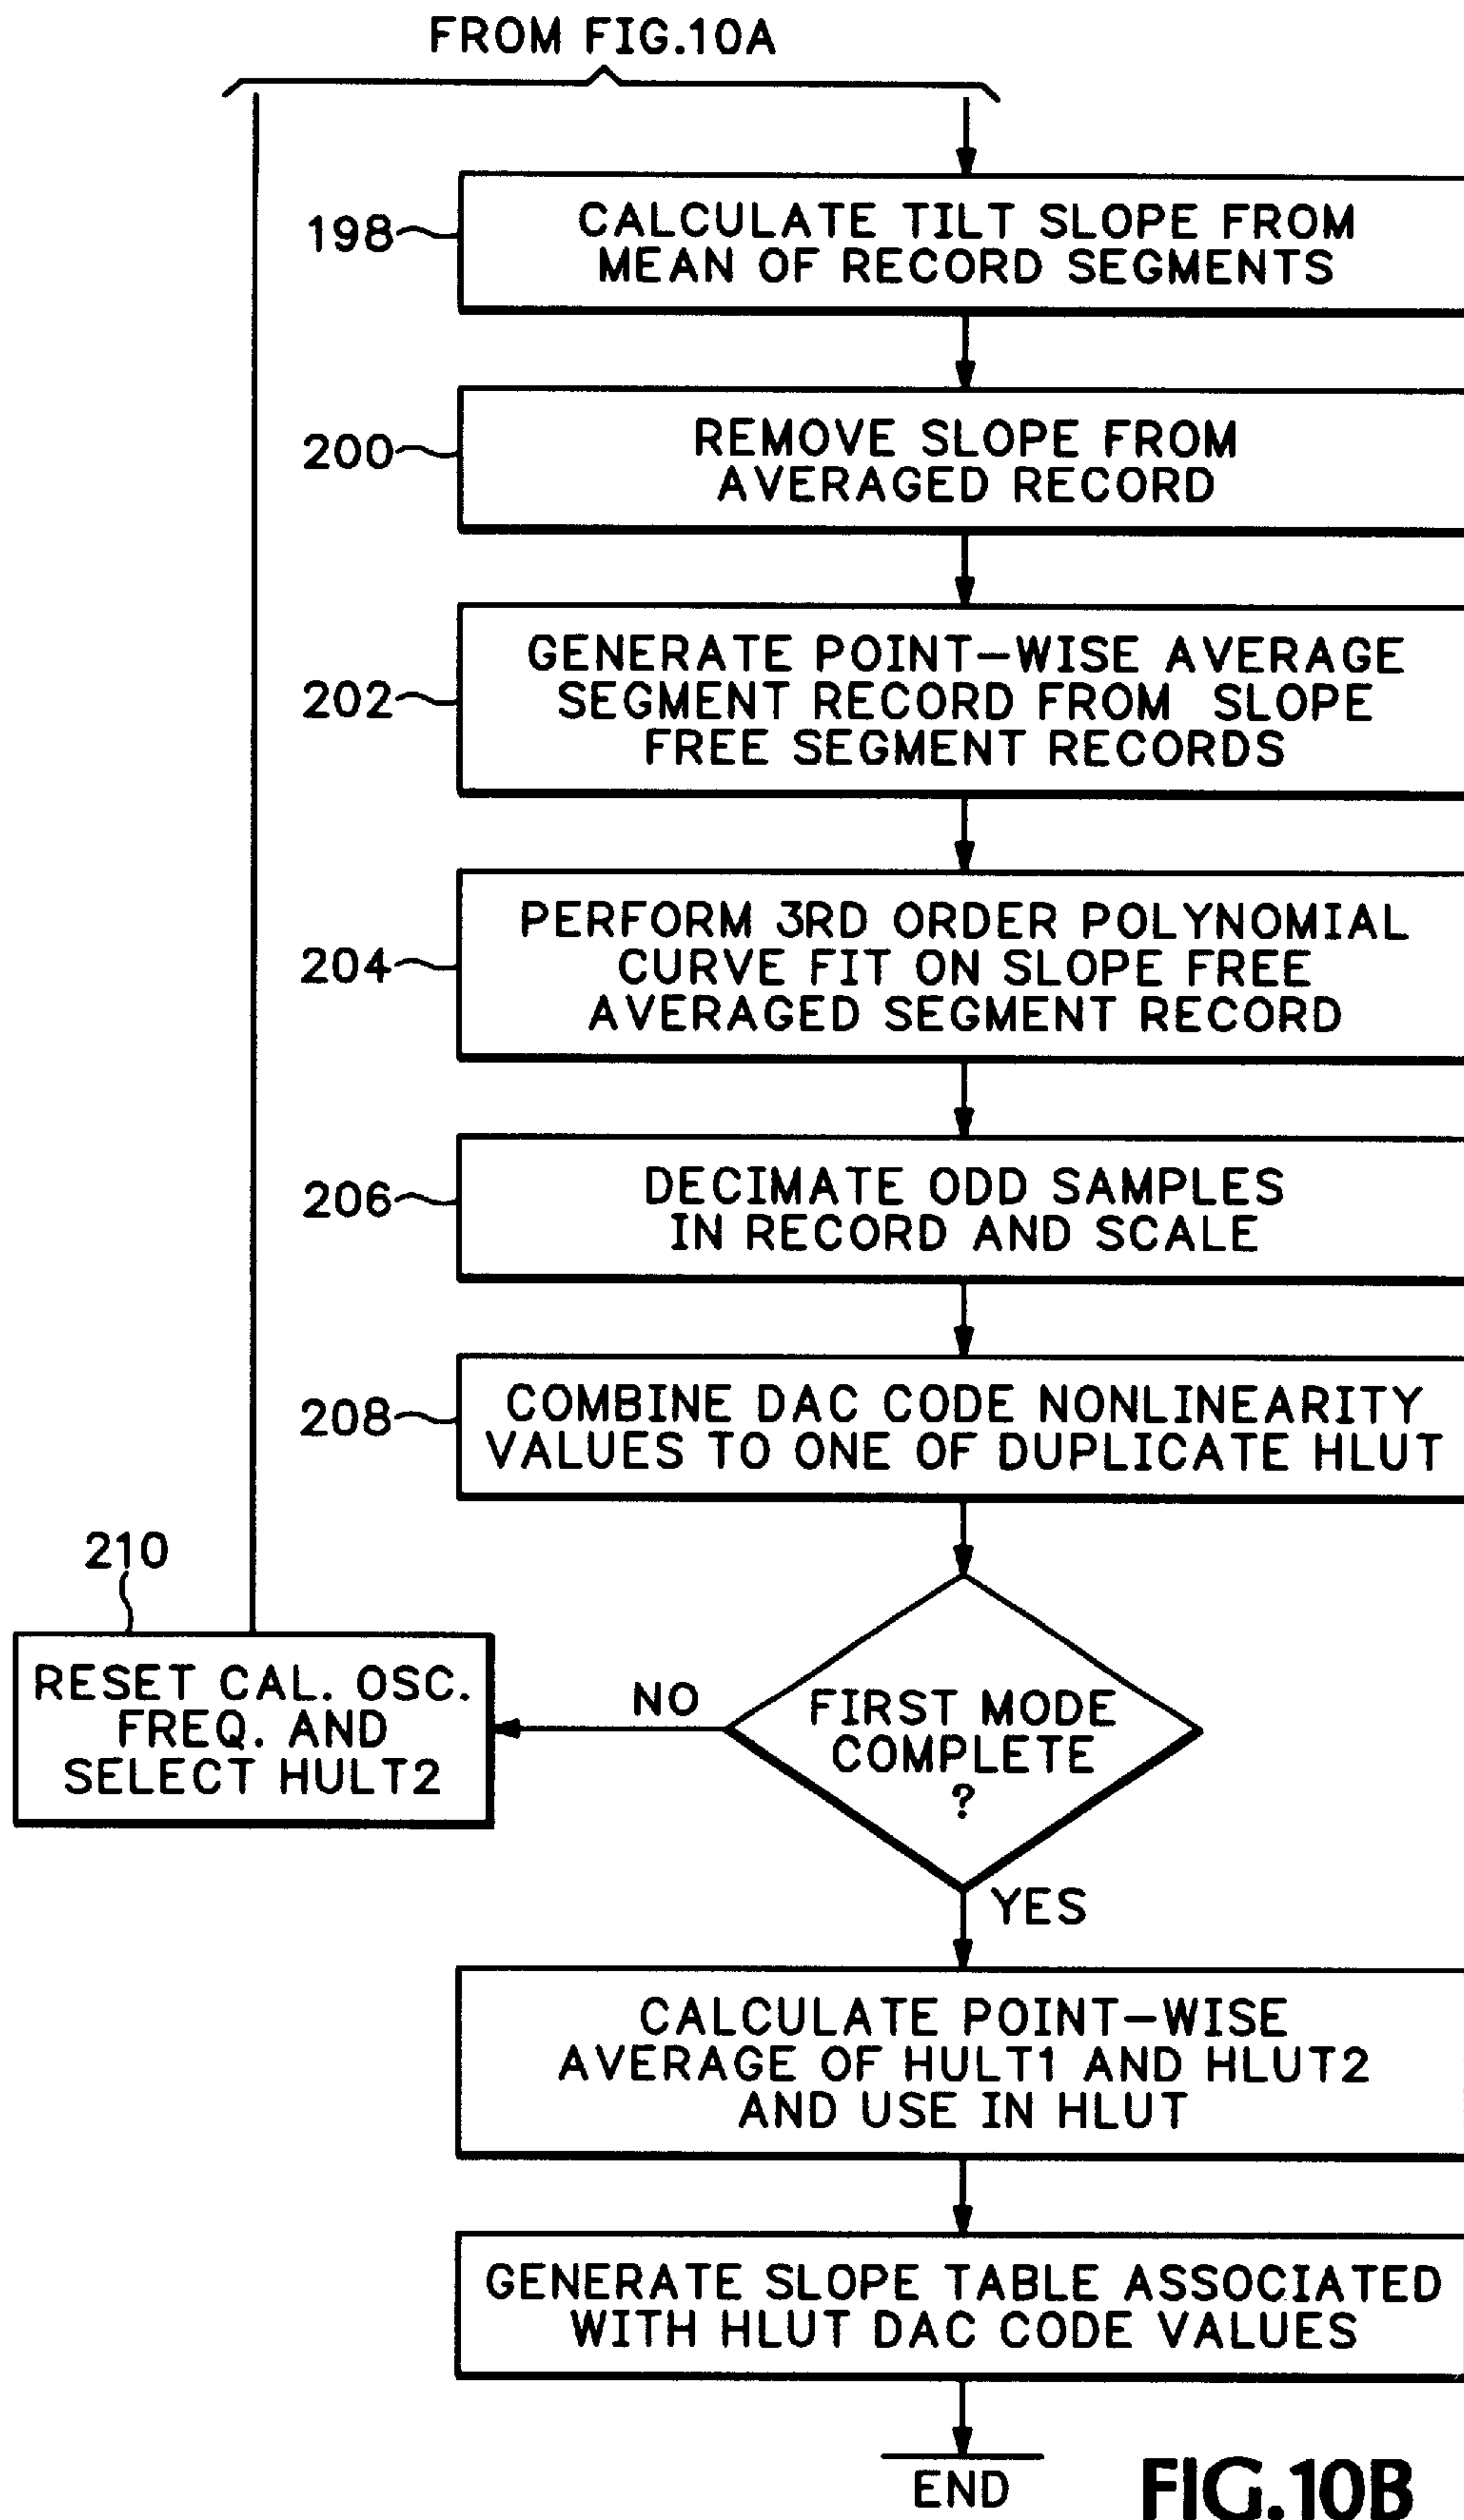 FROM FIG.10A
198
CALCULATE TILT SLOPE FROM
MEAN OF RECORD SEGMENTS
200
REMOVE SLOPE FROM
AVERAGED RECORD
202
GENERATE POINT-WISE AVERAGE
SEGMENT RECORD FROM SLOPE
FREE SEGMENT RECORDS
204
PERFORM 3RD ORDER POLYNOMIAL
CURVE FIT ON SLOPE FREE
AVERAGED SEGMENT RECORD
206
DECIMATE ODD SAMPLES
IN RECORD AND SCALE
208
COMBINE DAC CODE NONLINEARITY
VALUES TO ONE OF DUPLICATE HLUT
210
RESET CAL. OSC.
FREQ. AND
SELECT HULT2
NO
FIRST MODE
COMPLETE
?
YES
CALCULATE POINT-WISE
AVERAGE OF HULT1 AND HLUT2
AND USE IN HLUT
GENERATE SLOPE TABLE ASSOCIATED
WITH HLUT DAC CODE VALUES
END
FIG.10B